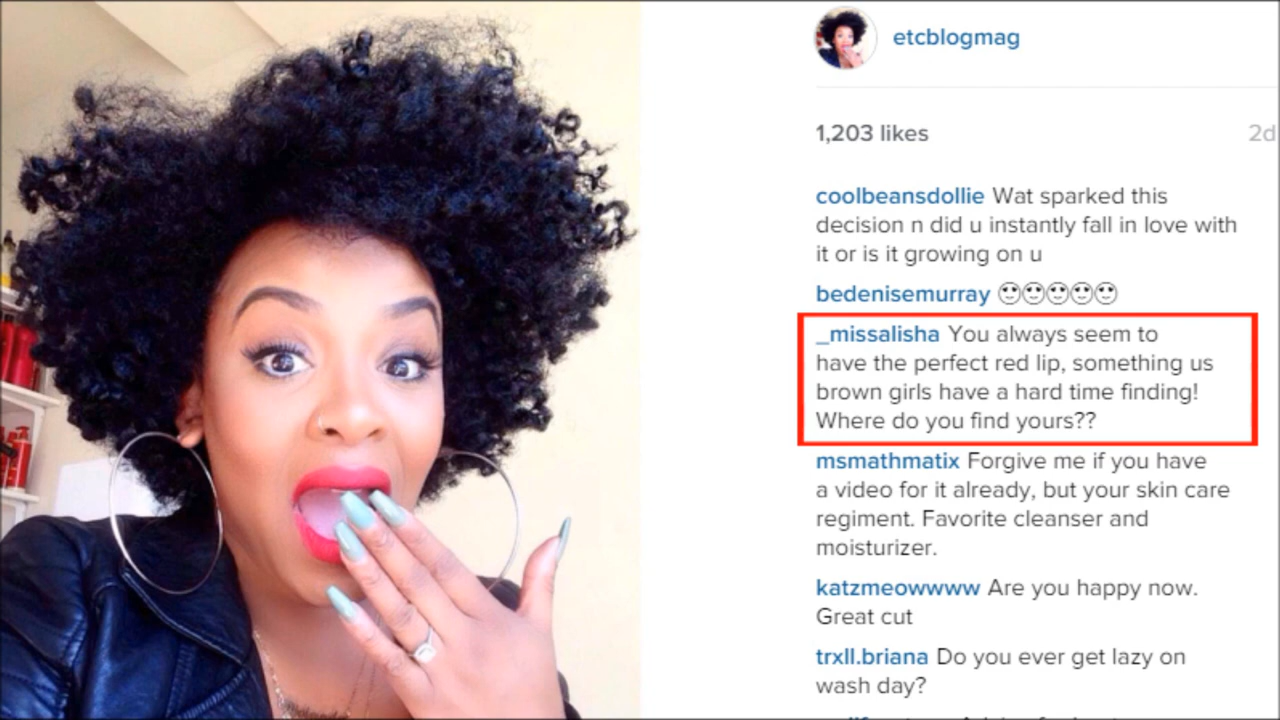 etcblogmag
1,203 likes
2d
coolbeansdollie Wat sparked this
decision n did u instantly fall in love with
it or is it growing on u
bedenisemurray 🙄🙄🙄🙄🙄
_missalisha You always seem to
have the perfect red lip, something us
brown girls have a hard time finding!
Where do you find yours??
msmathmatix Forgive me if you have
a video for it already, but your skin care
regiment. Favorite cleanser and
moisturizer.
katzmeowwww Are you happy now.
Great cut
trxll.briana Do you ever get lazy on
wash day?